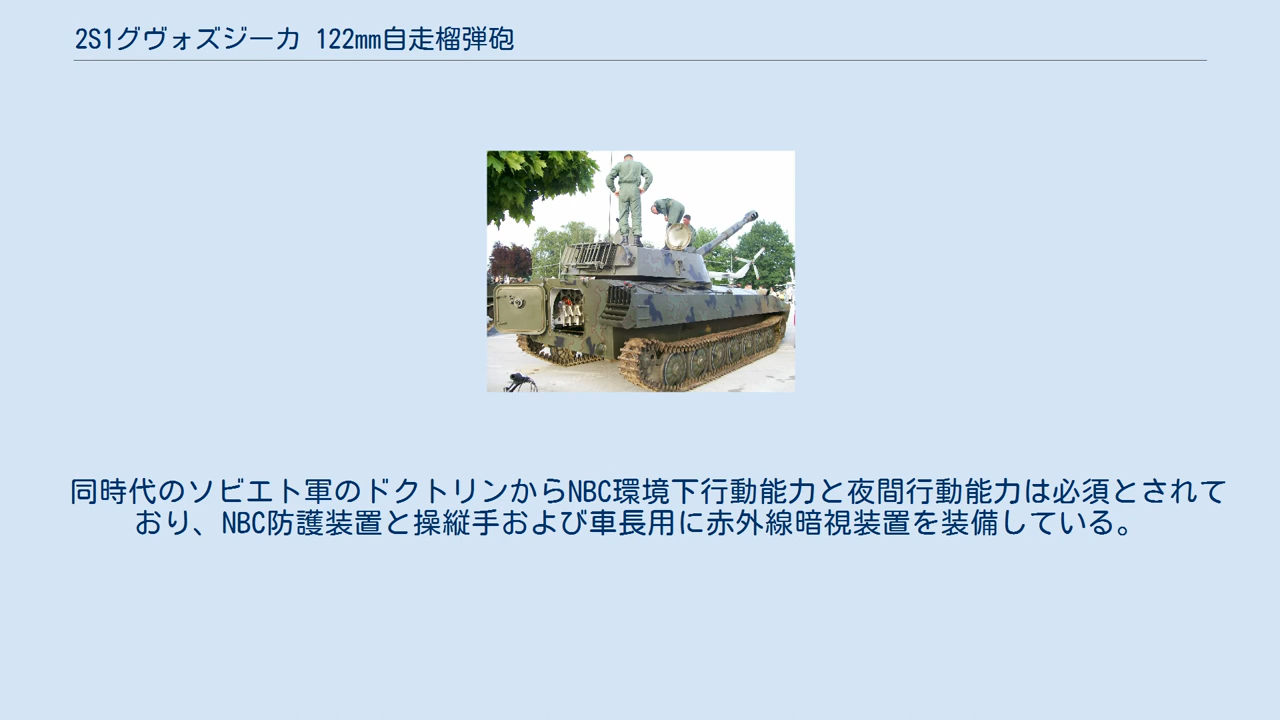 2S1グヴォズジーカ 122mm自走榴弾砲
同時代のソビエト軍のドクトリンからNBC環境下行動能力と夜間行動能力は必須とされて
おり、NBC防護装置と操縦手および車長用に赤外線暗視装置を装備している。